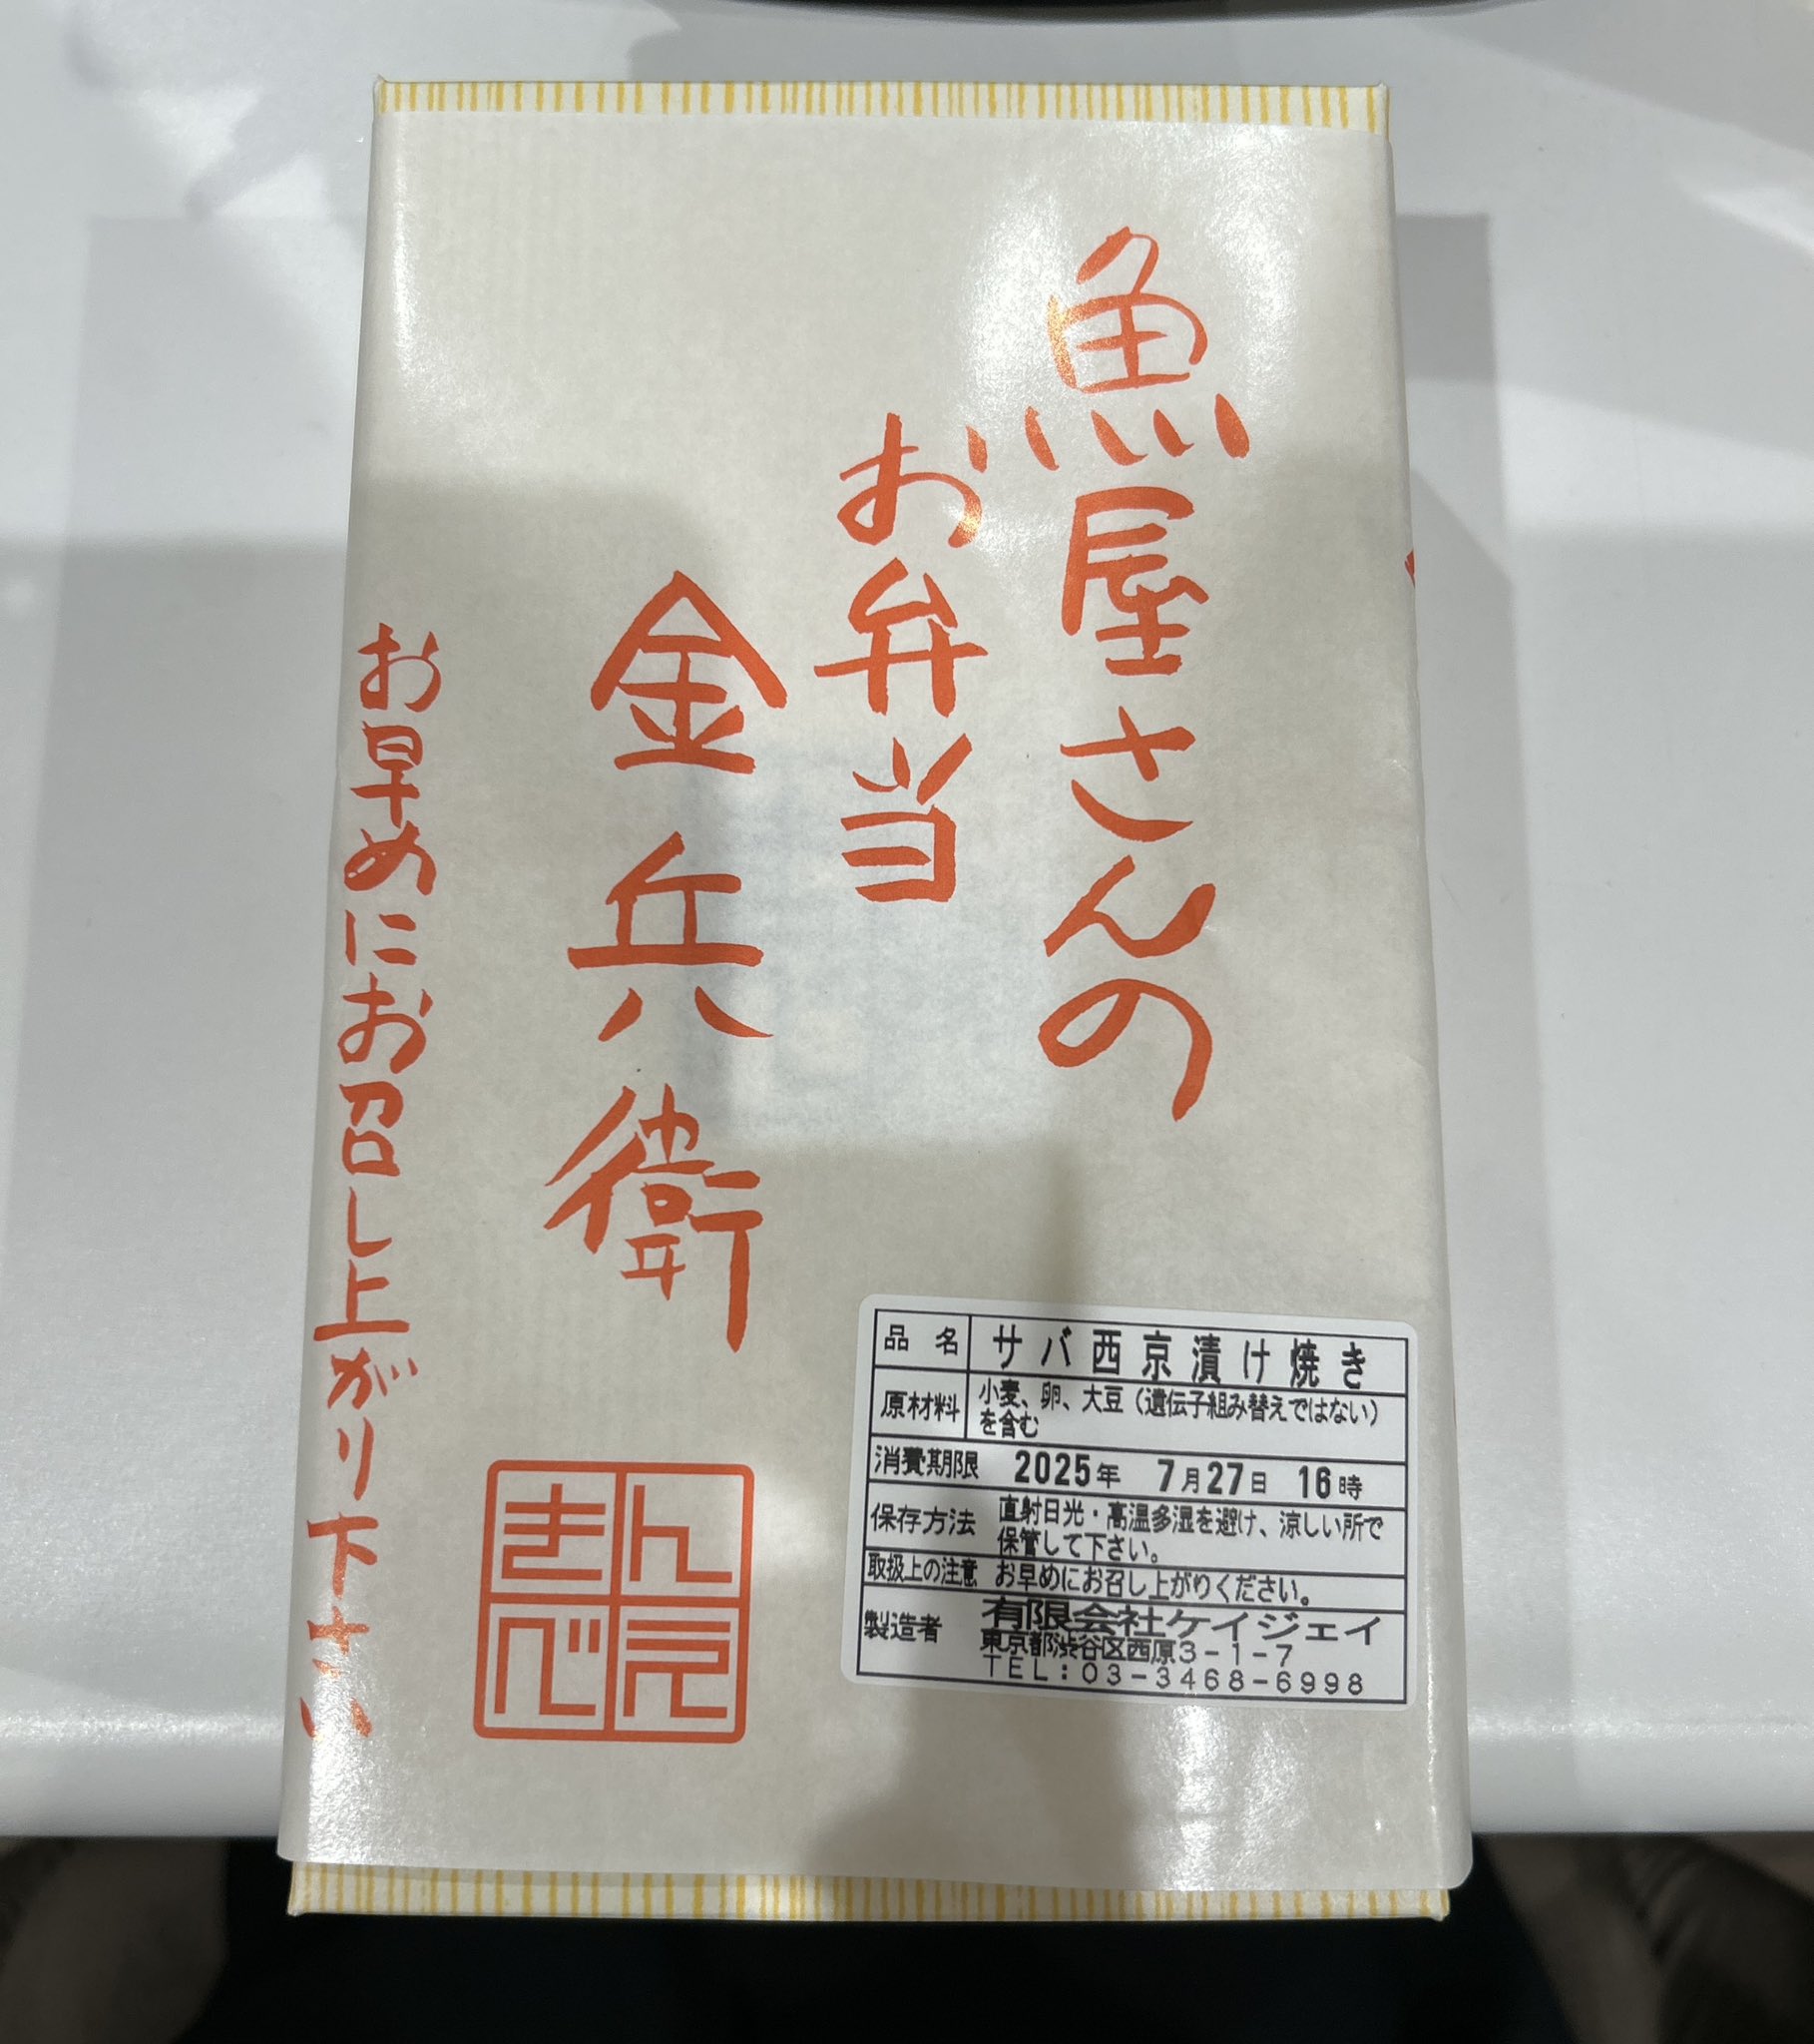 魚屋さんの
お弁当
金兵衛
お早めにお召し上がり下さい
きんべえ
品名 サバ西京漬け焼き
原材料 小麦、卵、大豆（遺伝子組み替えではない）
を含む
消費期限 2025年 7月27日 16時
保存方法 直射日光・高温多湿を避け、涼しい所で
保管して下さい。
取扱上の注意 お早めにお召し上がりください。
製造者 有限会社ケイジェイ
東京都渋谷区西原3-1-7
TEL:03-3468-6998